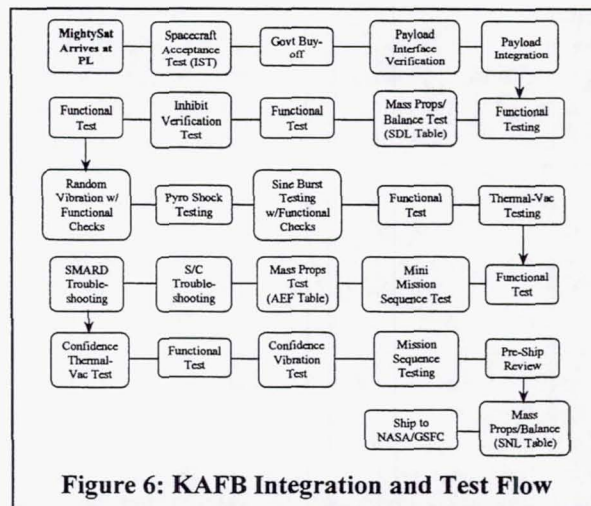 MightySat
Arrives at
PL
Spacecraft
Acceptance
Test (IST)
Govt Buy-
off
Payload
Interface
Verification
Payload
Integration
Functional
Test
Inhibit
Verification
Test
Functional
Test
Mass Props/
Balance Test
(SDL Table)
Functional
Testing
Random
Vibration w/
Functional
Checks
Pyro Shock
Testing
Sine Burst
Testing
w/Functional
Checks
Functional
Test
Thermal-Vac
Testing
SMARD
Trouble-
shooting
S/C
Trouble-
shooting
Mass Props
Test
(AEF Table)
Mini
Mission
Sequence Test
Functional
Test
Confidence
Thermal-
Vac Test
Functional
Test
Confidence
Vibration
Test
Mission
Sequence
Testing
Pre-Ship
Review
Ship to
NASA/GSFC
Mass
Props/Balance
(SNL Table)
Figure 6: KAFB Integration and Test Flow